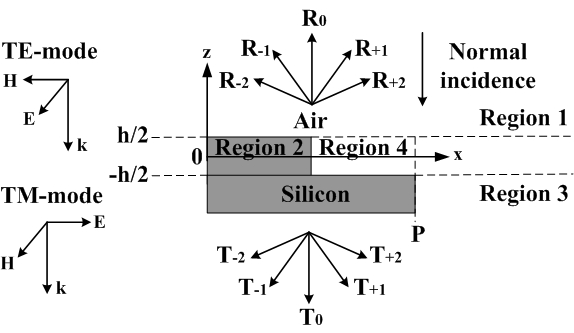 TE-mode
H
E
k
TM-mode
E
H
k
z
R0
R-1
R+1
R-2
R+2
Normal
incidence
Air
Region 1
h/2
Region 2
Region 4
0
x
-h/2
Silicon
Region 3
P
T-2
T+2
T-1
T+1
T0